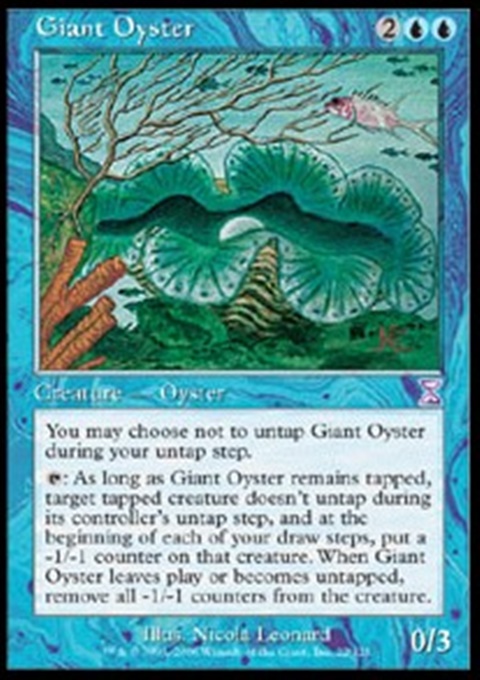 Giant Oyster 2
Creature Oyster
You may choose not to untap Giant Oyster
during your untap step.
: As long as Giant Oyster remains tapped,
target tapped creature doesn't untap during
its controller's untap step, and at the
beginning of each of your draw steps, put a
-1/-1 counter on that creature. When Giant
Oyster leaves play or becomes untapped,
remove all -1/-1 counters from the creature.
Illus. Nicola Leonard
0/3